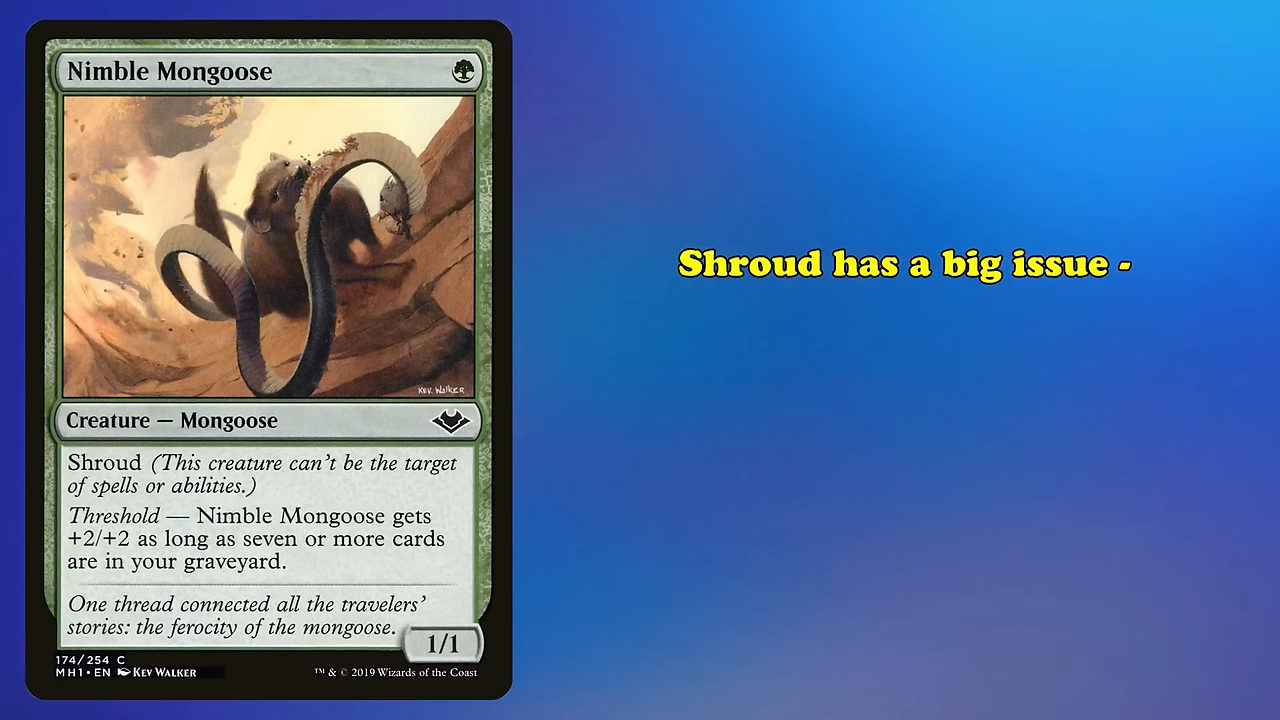 Nimble Mongoose
Shroud has a big issue -
KEV. WALKER
Creature — Mongoose
Shroud (This creature can't be the target
of spells or abilities.)
Threshold — Nimble Mongoose gets
+2/+2 as long as seven or more cards
are in your graveyard.
One thread connected all the travelers'
stories: the ferocity of the mongoose.
1/1
174/254 C
MH1 • EN KEV WALKER
™ & © 2019 Wizards of the Coast